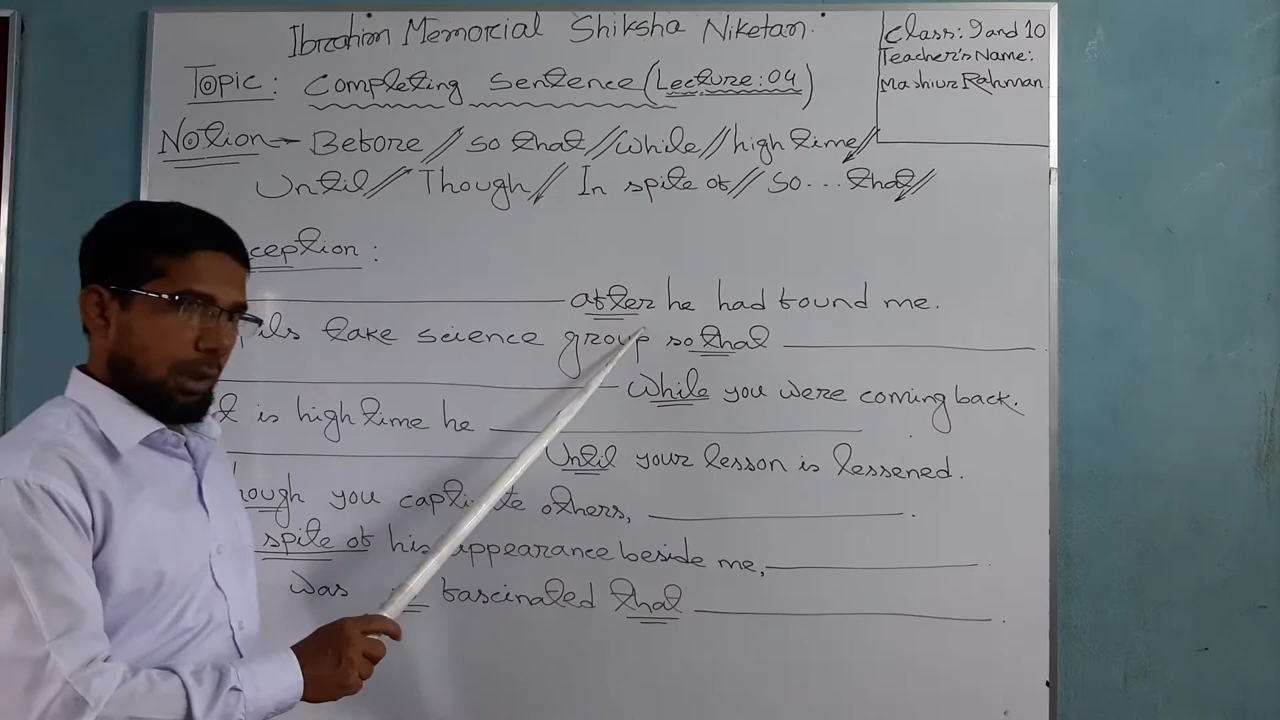 Ibrahim Memorial Shiksha Niketan.
Class: 9 and 10
Teacher's Name:
Mashiur Rahman
Topic: Completing Sentence (Lecture: 04)
Notion → Before // so that // While // high time //
Until // Though // In spite of // So... that //
ception :
after he had found me.
pils take science group so that
While you were coming back.
t is high time he
Until your lesson is lessened.
hough you captivate others,
spite of his appearance beside me,
was fascinated that